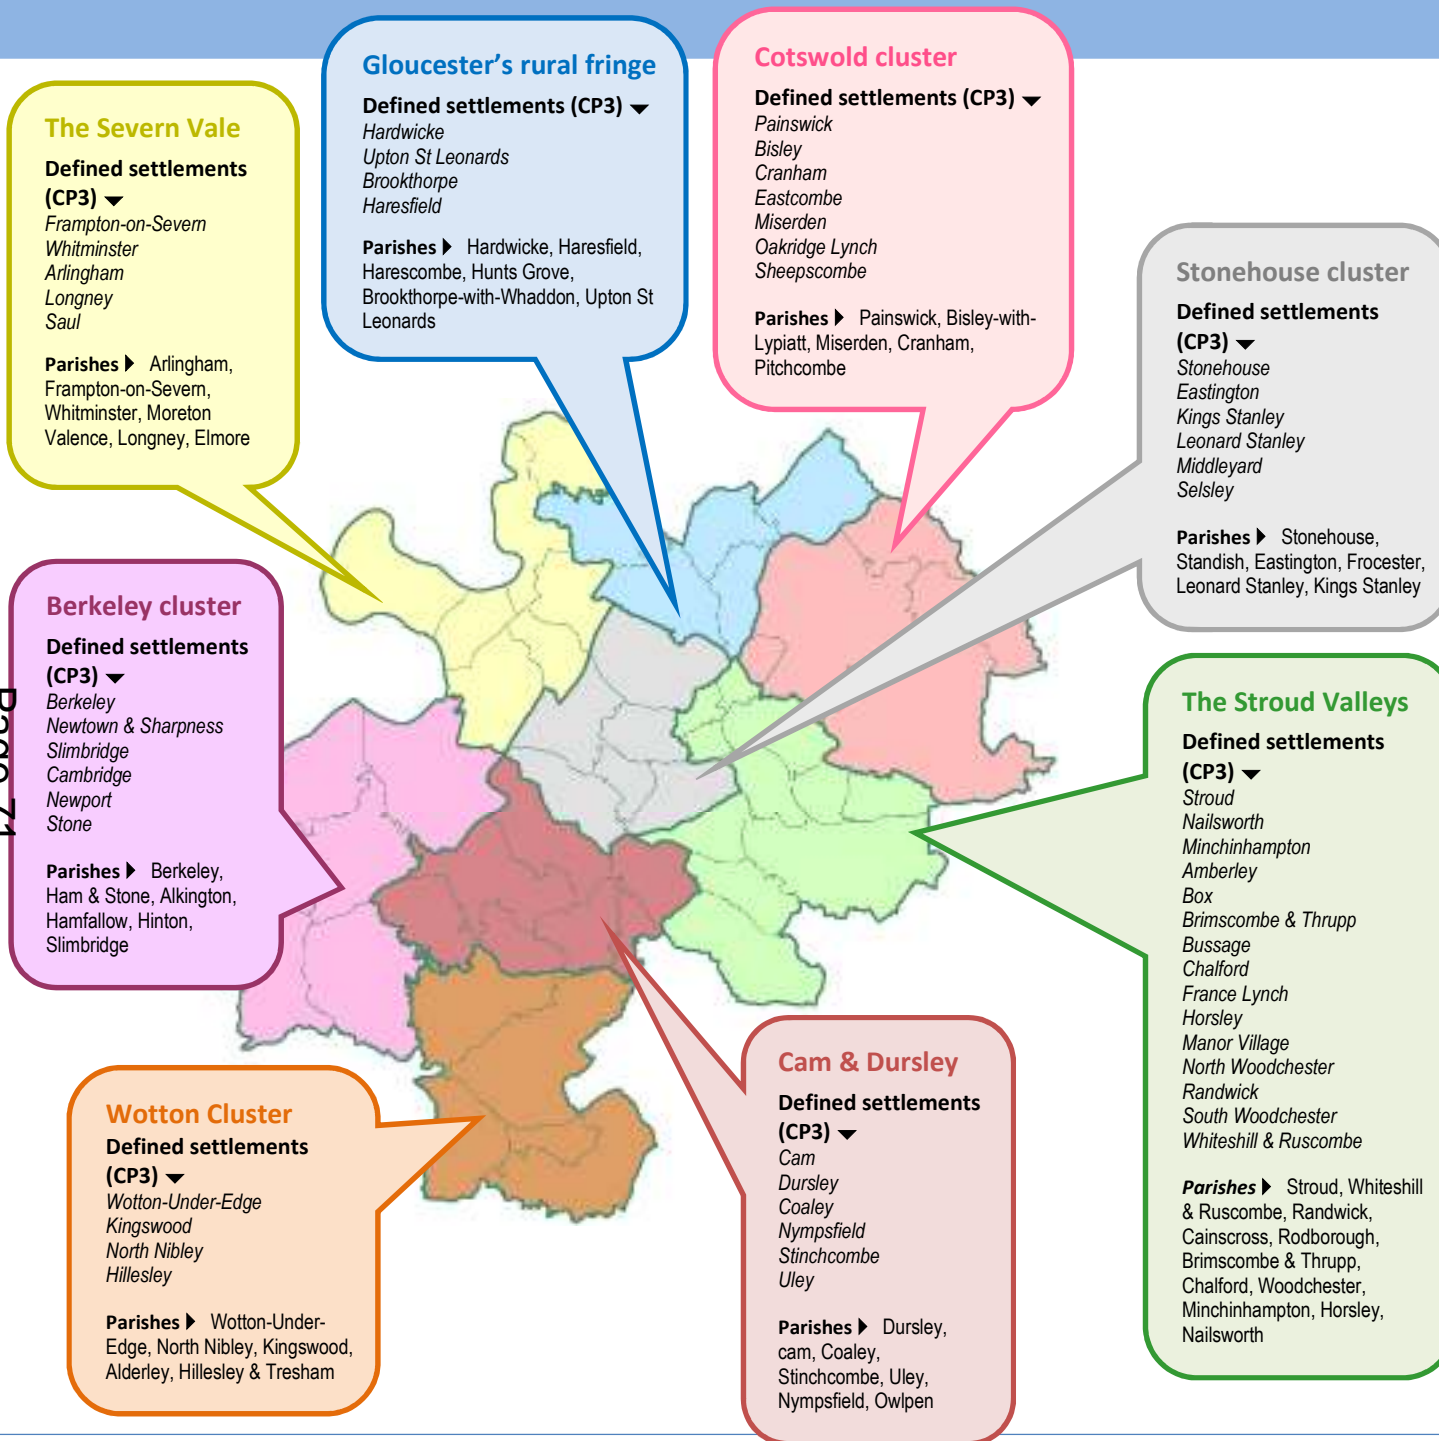 Gloucester's rural fringe
Defined settlements (CP3)
Hardwicke
Upton St Leonards
Brookthorpe
Haresfield
Parishes Hardwicke, Haresfield,
Harescombe, Hunts Grove,
Brookthorpe-with-Whaddon, Upton St
Leonards
Cotswold cluster
Defined settlements (CP3)
Painswick
Bisley
Cranham
Eastcombe
Miserden
Oakridge Lynch
Sheepscombe
Parishes Painswick, Bisley-with-
Lypiatt, Miserden, Cranham,
Pitchcombe
The Severn Vale
Defined settlements
(CP3)
Frampton-on-Severn
Whitminster
Arlingham
Longney
Saul
Parishes Arlingham,
Frampton-on-Severn,
Whitminster, Moreton
Valence, Longney, Elmore
Stonehouse cluster
Defined settlements
(CP3)
Stonehouse
Eastington
Kings Stanley
Leonard Stanley
Middleyard
Selsley
Parishes Stonehouse,
Standish, Eastington, Frocester,
Leonard Stanley, Kings Stanley
Berkeley cluster
Defined settlements
(CP3)
Berkeley
Newtown & Sharpness
Slimbridge
Cambridge
Newport
Stone
Parishes Berkeley,
Ham & Stone, Alkington,
Hamfallow, Hinton,
Slimbridge
Page 71
The Stroud Valleys
Defined settlements
(CP3)
Stroud
Nailsworth
Minchinhampton
Amberley
Box
Brimscombe & Thrupp
Bussage
Chalford
France Lynch
Horsley
Manor Village
North Woodchester
Randwick
South Woodchester
Whiteshill & Ruscombe
Parishes Stroud, Whiteshill
& Ruscombe, Randwick,
Cainscross, Rodborough,
Brimscombe & Thrupp,
Chalford, Woodchester,
Minchinhampton, Horsley,
Nailsworth
Wotton Cluster
Defined settlements
(CP3)
Wotton-Under-Edge
Kingswood
North Nibley
Hillesley
Parishes Wotton-Under-
Edge, North Nibley, Kingswood,
Alderley, Hillesley & Tresham
Cam & Dursley
Defined settlements
(CP3)
Cam
Dursley
Coaley
Nympsfield
Stinchcombe
Uley
Parishes Dursley,
cam, Coaley,
Stinchcombe, Uley,
Nympsfield, Owlpen